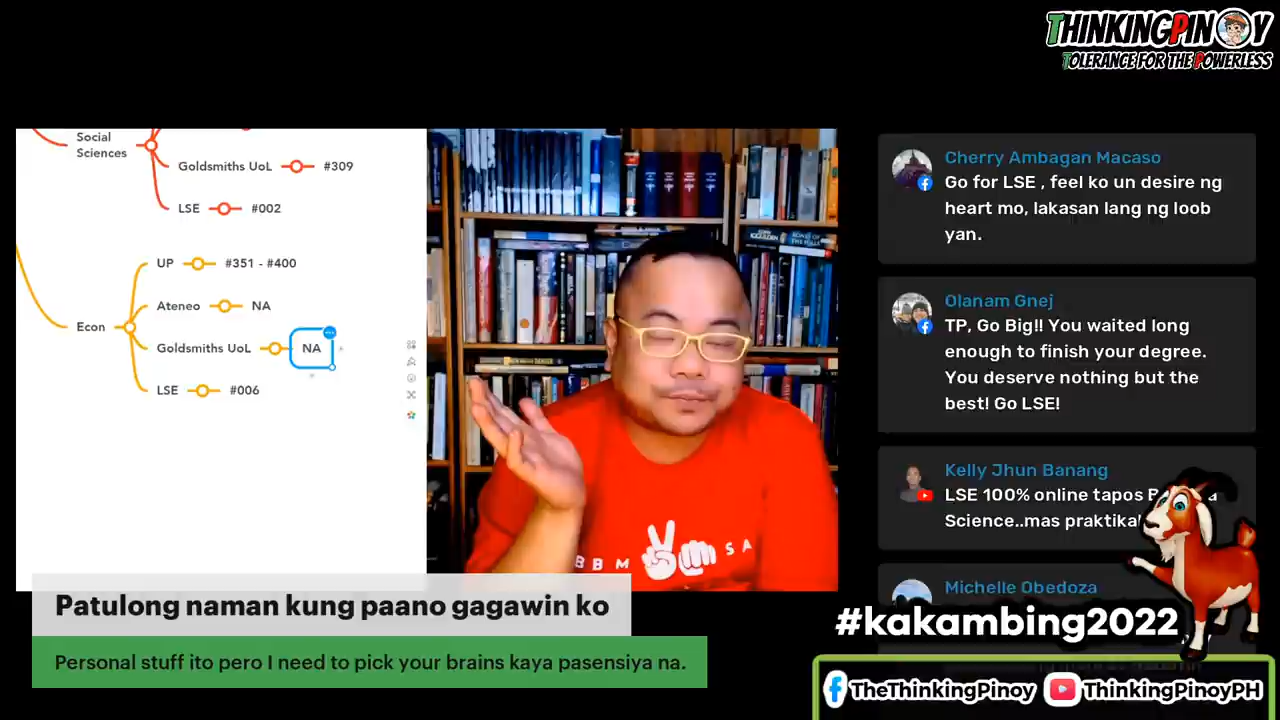 THINKINGPINOY
TOLERANCE FOR THE POWERLESS
Social
Sciences
Goldsmiths UoL
#309
LSE
#002
Econ
UP
#351 - #400
Ateneo
NA
Goldsmiths UoL
NA
LSE
#006
BBM
SA
Cherry Ambagan Macaso
Go for LSE , feel ko un desire ng
heart mo, lakasan lang ng loob
yan.
Olanam Gnej
TP, Go Big!! You waited long
enough to finish your degree.
You deserve nothing but the
best! Go LSE!
Kelly Jhun Banang
LSE 100% online tapos
Science..mas
Michelle Obedoza
Patulong naman kung paano gagawin ko
Personal stuff ito pero I need to pick your brains kaya pasensiya na.
#kakambing2022
TheThinkingPinoy
ThinkingPinoyPH